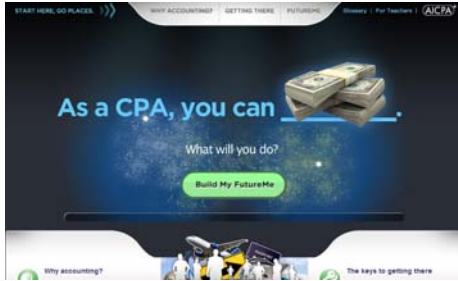 START HERE, GO PLACES.
WHY ACCOUNTING? GETTING THERE FUTUREME
Glossary | For Teachers | AICPA
As a CPA, you can ________.
What will you do?
Build My FutureMe
Why accounting?
The keys to getting there